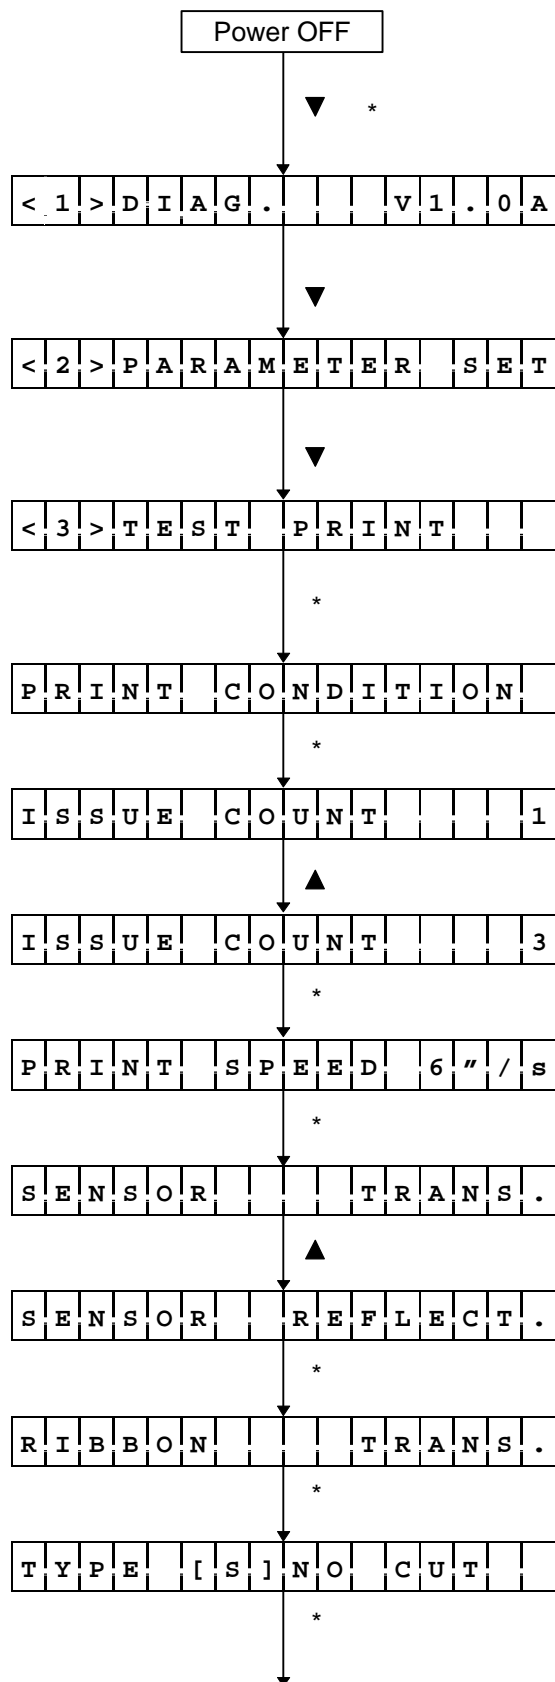 Power OFF
▼ *
<1>DIAG. V1.0A
▼
<2>PARAMETER SET
▼
<3>TEST PRINT
*
PRINT CONDITION
*
ISSUE COUNT 1
▲
ISSUE COUNT 3
*
PRINT SPEED 6″/s
*
SENSOR TRANS.
▲
SENSOR REFLECT.
*
RIBBON TRANS.
*
TYPE [S]NO CUT
*